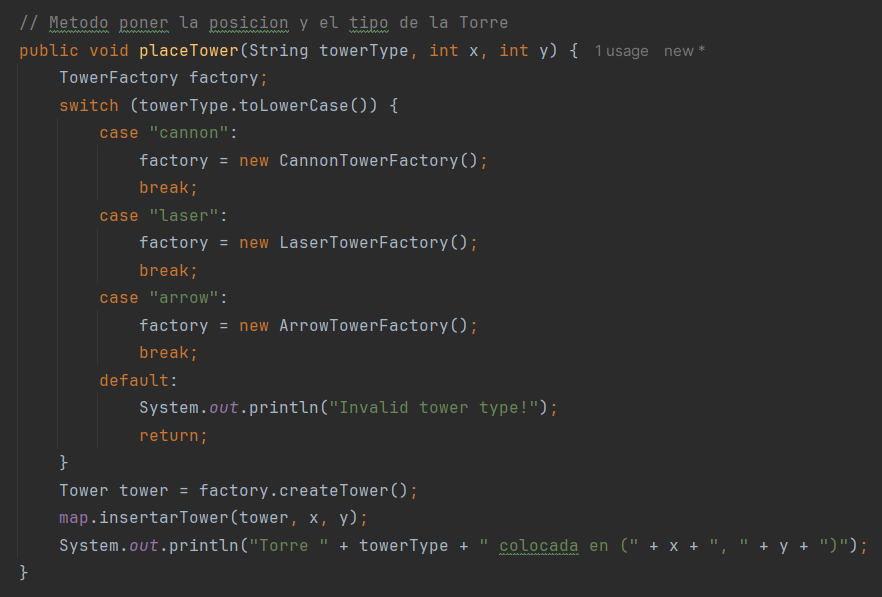 // Metodo poner la posicion y el tipo de la Torre
public void placeTower(String towerType, int x, int y) { 1 usage new *
    TowerFactory factory;
    switch (towerType.toLowerCase()) {
        case "cannon":
            factory = new CannonTowerFactory();
            break;
        case "laser":
            factory = new LaserTowerFactory();
            break;
        case "arrow":
            factory = new ArrowTowerFactory();
            break;
        default:
            System.out.println("Invalid tower type!");
            return;
    }
    Tower tower = factory.createTower();
    map.insertarTower(tower, x, y);
    System.out.println("Torre " + towerType + " colocada en (" + x + ", " + y + ")");
}